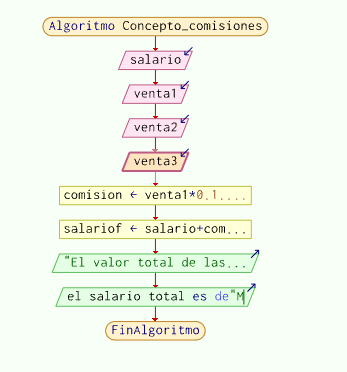 Algoritmo Concepto_comisiones
salario
venta1
venta2
venta3
comision ← venta1*0.1....
salariof ← salario+com...
"El valor total de las...
el salario total es de"M
FinAlgoritmo